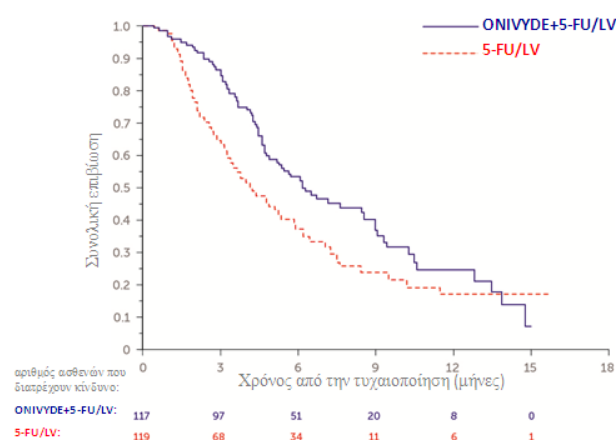 ONIVYDE+5-FU/LV
5-FU/LV
Συνολική επιβίωση
1.0
0.9
0.8
0.7
0.6
0.5
0.4
0.3
0.2
0.1
0
0 3 6 9 12 15 18
Χρόνος από την τυχαιοποίηση (μήνες)
αριθμός ασθενών που
διατρέχουν κίνδυνο:
ONIVYDE+5-FU/LV: 117 97 51 20 8 0
5-FU/LV: 119 68 34 11 6 1